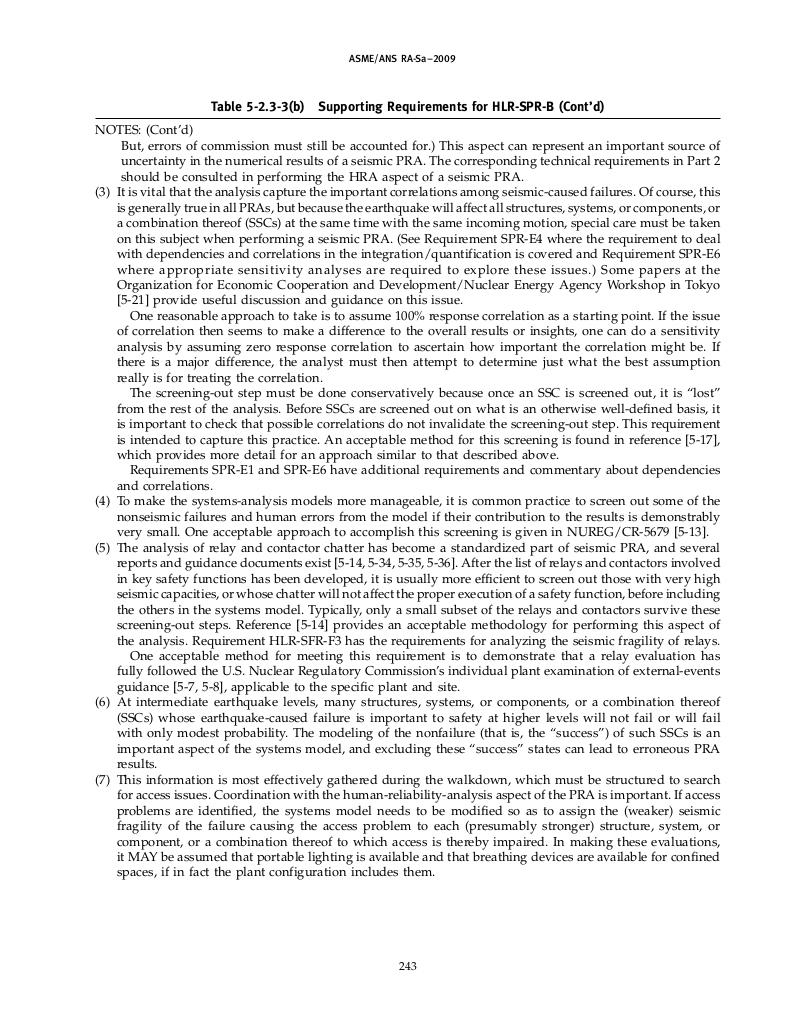 ASME/ANS RA-Sa–2009
Table 5-2.3-3(b) Supporting Requirements for HLR-SPR-B (Cont’d)
NOTES: (Cont’d)
But, errors of commission must still be accounted for.) This aspect can represent an important source of
uncertainty in the numerical results of a seismic PRA. The corresponding technical requirements in Part 2
should be consulted in performing the HRA aspect of a seismic PRA.
(3) It is vital that the analysis capture the important correlations among seismic-caused failures. Of course, this
is generally true in all PRAs, but because the earthquake will affect all structures, systems, or components, or
a combination thereof (SSCs) at the same time with the same incoming motion, special care must be taken
on this subject when performing a seismic PRA. (See Requirement SPR-E4 where the requirement to deal
with dependencies and correlations in the integration/quantification is covered and Requirement SPR-E6
where appropriate sensitivity analyses are required to explore these issues.) Some papers at the
Organization for Economic Cooperation and Development/Nuclear Energy Agency Workshop in Tokyo
[5-21] provide useful discussion and guidance on this issue.
One reasonable approach to take is to assume 100% response correlation as a starting point. If the issue
of correlation then seems to make a difference to the overall results or insights, one can do a sensitivity
analysis by assuming zero response correlation to ascertain how important the correlation might be. If
there is a major difference, the analyst must then attempt to determine just what the best assumption
really is for treating the correlation.
The screening-out step must be done conservatively because once an SSC is screened out, it is “lost”
from the rest of the analysis. Before SSCs are screened out on what is an otherwise well-defined basis, it
is important to check that possible correlations do not invalidate the screening-out step. This requirement
is intended to capture this practice. An acceptable method for this screening is found in reference [5-17],
which provides more detail for an approach similar to that described above.
Requirements SPR-E1 and SPR-E6 have additional requirements and commentary about dependencies
and correlations.
(4) To make the systems-analysis models more manageable, it is common practice to screen out some of the
nonseismic failures and human errors from the model if their contribution to the results is demonstrably
very small. One acceptable approach to accomplish this screening is given in NUREG/CR-5679 [5-13].
(5) The analysis of relay and contactor chatter has become a standardized part of seismic PRA, and several
reports and guidance documents exist [5-14, 5-34, 5-35, 5-36]. After the list of relays and contactors involved
in key safety functions has been developed, it is usually more efficient to screen out those with very high
seismic capacities, or whose chatter will not affect the proper execution of a safety function, before including
the others in the systems model. Typically, only a small subset of the relays and contactors survive these
screening-out steps. Reference [5-14] provides an acceptable methodology for performing this aspect of
the analysis. Requirement HLR-SFR-F3 has the requirements for analyzing the seismic fragility of relays.
One acceptable method for meeting this requirement is to demonstrate that a relay evaluation has
fully followed the U.S. Nuclear Regulatory Commission’s individual plant examination of external-events
guidance [5-7, 5-8], applicable to the specific plant and site.
(6) At intermediate earthquake levels, many structures, systems, or components, or a combination thereof
(SSCs) whose earthquake-caused failure is important to safety at higher levels will not fail or will fail
with only modest probability. The modeling of the nonfailure (that is, the “success”) of such SSCs is an
important aspect of the systems model, and excluding these “success” states can lead to erroneous PRA
results.
(7) This information is most effectively gathered during the walkdown, which must be structured to search
for access issues. Coordination with the human-reliability-analysis aspect of the PRA is important. If access
problems are identified, the systems model needs to be modified so as to assign the (weaker) seismic
fragility of the failure causing the access problem to each (presumably stronger) structure, system, or
component, or a combination thereof to which access is thereby impaired. In making these evaluations,
it MAY be assumed that portable lighting is available and that breathing devices are available for confined
spaces, if in fact the plant configuration includes them.
243